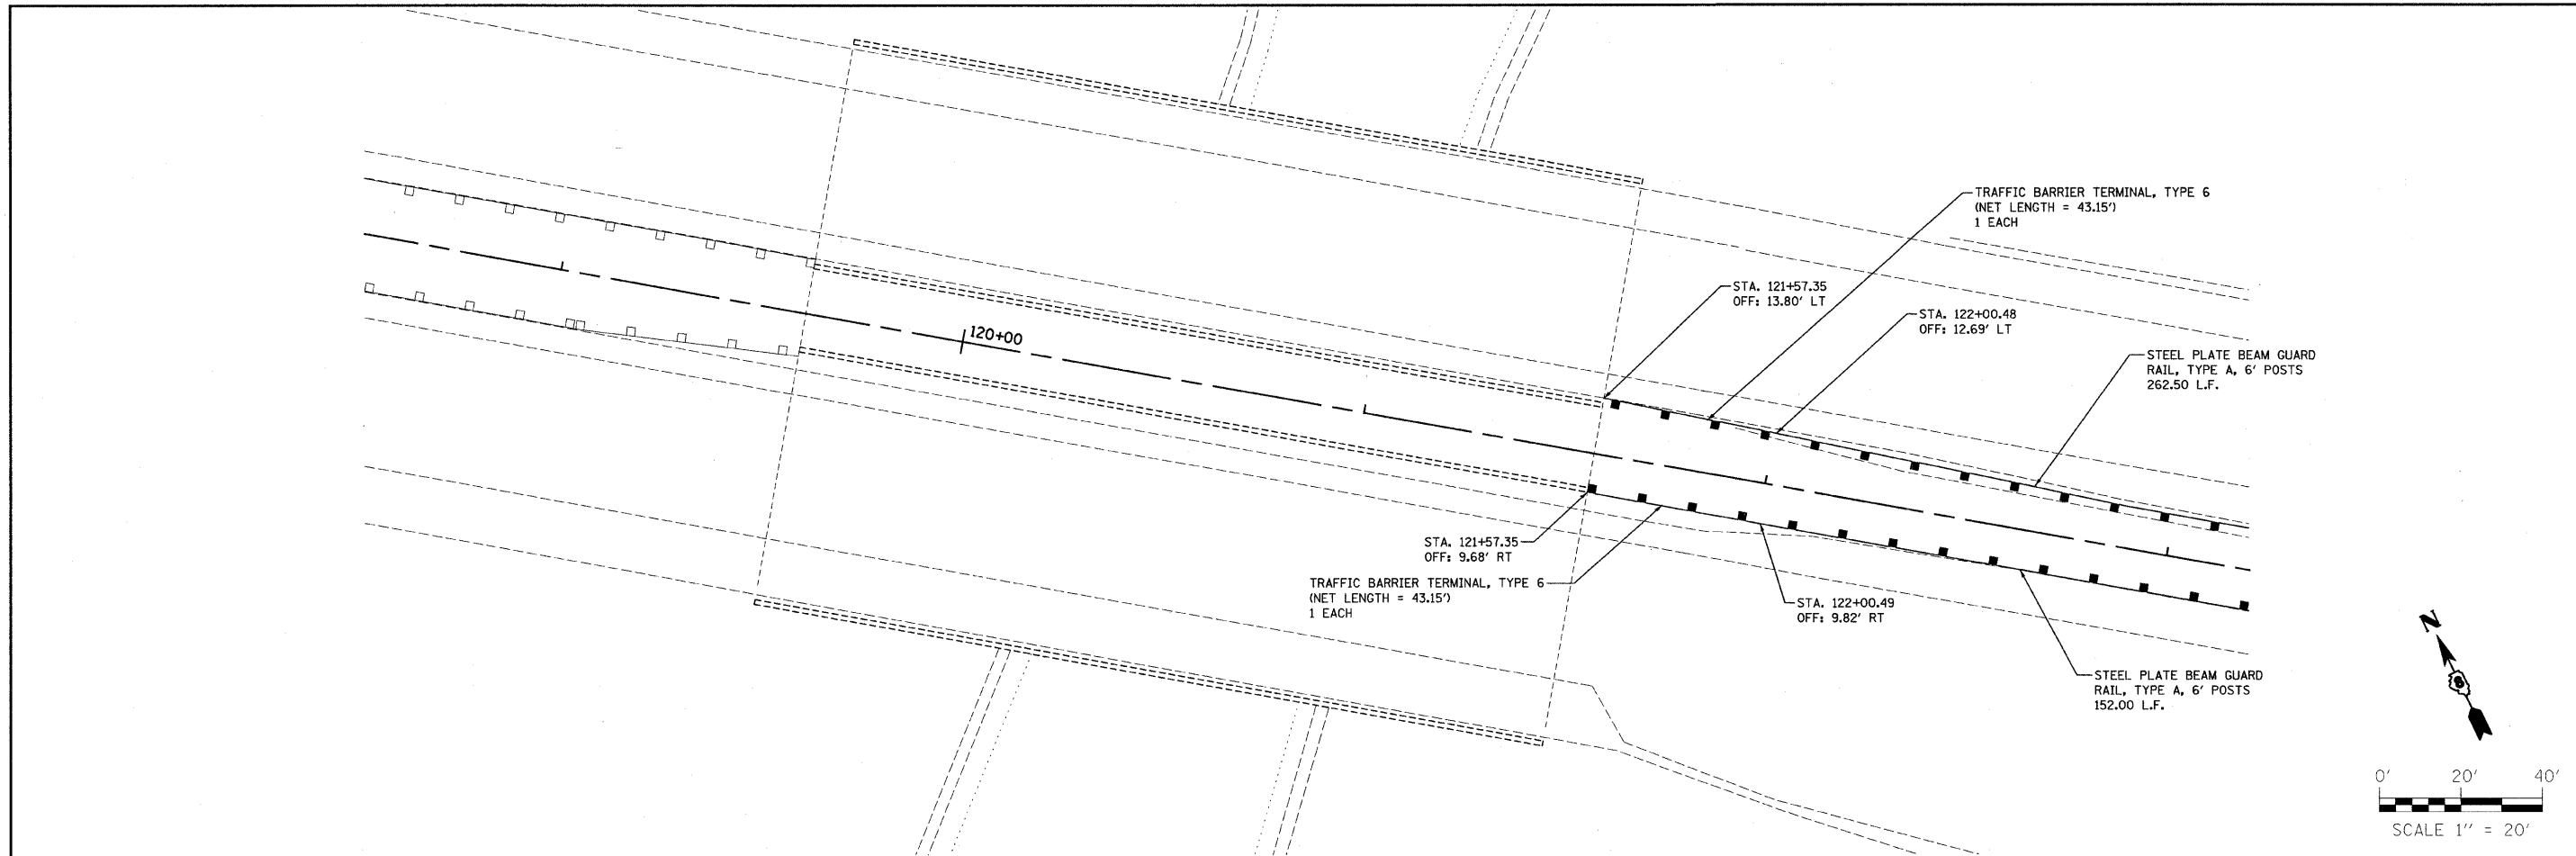 TRAFFIC BARRIER TERMINAL, TYPE 6
(NET LENGTH = 43.15')
1 EACH
STA. 121+57.35
OFF: 13.80' LT
STA. 122+00.48
OFF: 12.69' LT
120+00
STEEL PLATE BEAM GUARD
RAIL, TYPE A, 6' POSTS
262.50 L.F.
STA. 121+57.35
OFF: 9.68' RT
TRAFFIC BARRIER TERMINAL, TYPE 6
(NET LENGTH = 43.15')
1 EACH
STA. 122+00.49
OFF: 9.82' RT
STEEL PLATE BEAM GUARD
RAIL, TYPE A, 6' POSTS
152.00 L.F.
N
0' 20' 40'
SCALE 1" = 20'